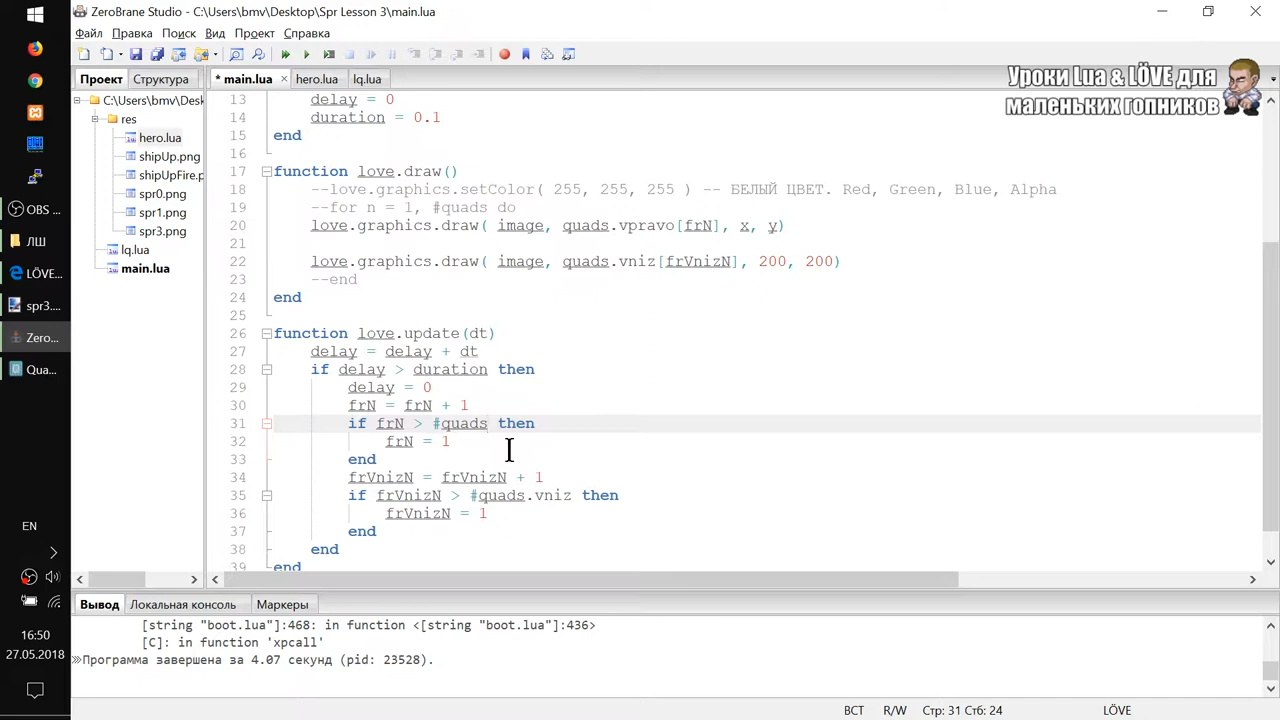 ZeroBrane Studio - C:\Users\bmv\Desktop\Spr Lesson 3\main.lua
Файл Правка Поиск Вид Проект Справка
Проект Структура
* main.lua hero.lua lq.lua
Уроки Lua & LÖVE для
маленьких гопников
C:\Users\bmv\Desk
res
hero.lua
shipUp.png
shipUpFire.p
spr0.png
spr1.png
spr3.png
lq.lua
main.lua
13 delay = 0
14 duration = 0.1
15 end
16
17 function love.draw()
18 --love.graphics.setColor( 255, 255, 255 ) -- БЕЛЫЙ ЦВЕТ. Red, Green, Blue, Alpha
19 --for n = 1, #quads do
20 love.graphics.draw( image, quads.vpravo[frN], x, y)
21
22 love.graphics.draw( image, quads.vniz[frVnizN], 200, 200)
23 --end
24 end
25
26 function love.update(dt)
27 delay = delay + dt
28 if delay > duration then
29 delay = 0
30 frN = frN + 1
31 if frN > #quads then
32 frN = 1
33 end
34 frVnizN = frVnizN + 1
35 if frVnizN > #quads.vniz then
36 frVnizN = 1
37 end
38 end
39 end
OBS ...
ЛШ
LÖVE...
spr3....
Zero...
Qua...
EN
16:50
27.05.2018
Вывод Локальная консоль Маркеры
[string "boot.lua"]:468: in function <[string "boot.lua"]:436>
[C]: in function 'xpcall'
Программа завершена за 4.07 секунд (pid: 23528).
ВСТ R/W Стр: 31 Стб: 24 LÖVE